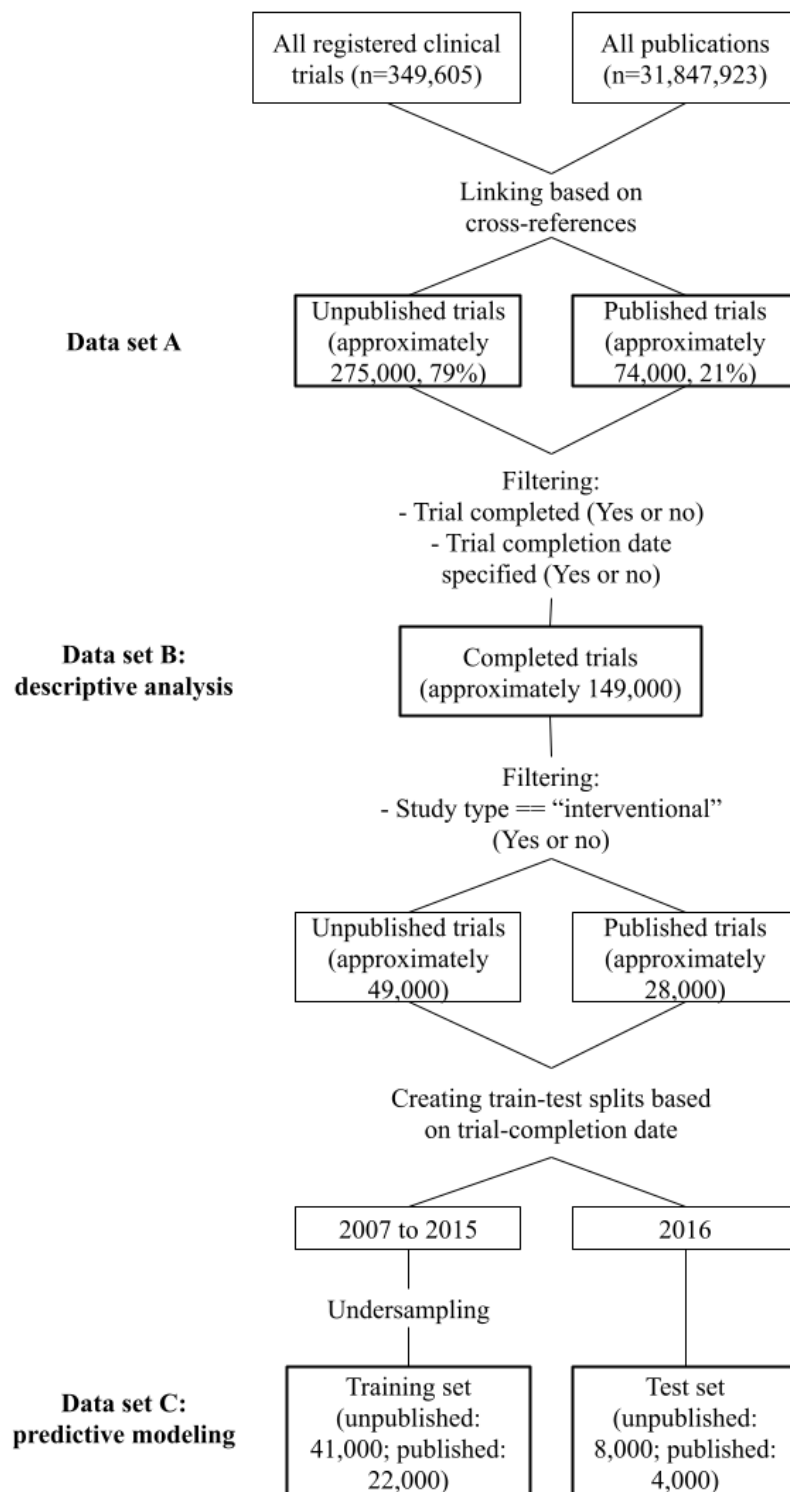 All registered clinical
trials (n=349,605)
All publications
(n=31,847,923)
Linking based on
cross-references
Data set A
Unpublished trials
(approximately
275,000, 79%)
Published trials
(approximately
74,000, 21%)
Filtering:
- Trial completed (Yes or no)
- Trial completion date
specified (Yes or no)
Data set B:
descriptive analysis
Completed trials
(approximately 149,000)
Filtering:
- Study type == “interventional”
(Yes or no)
Unpublished trials
(approximately
49,000)
Published trials
(approximately
28,000)
Creating train-test splits based
on trial-completion date
2007 to 2015
2016
Undersampling
Data set C:
predictive modeling
Training set
(unpublished:
41,000; published:
22,000)
Test set
(unpublished:
8,000; published:
4,000)